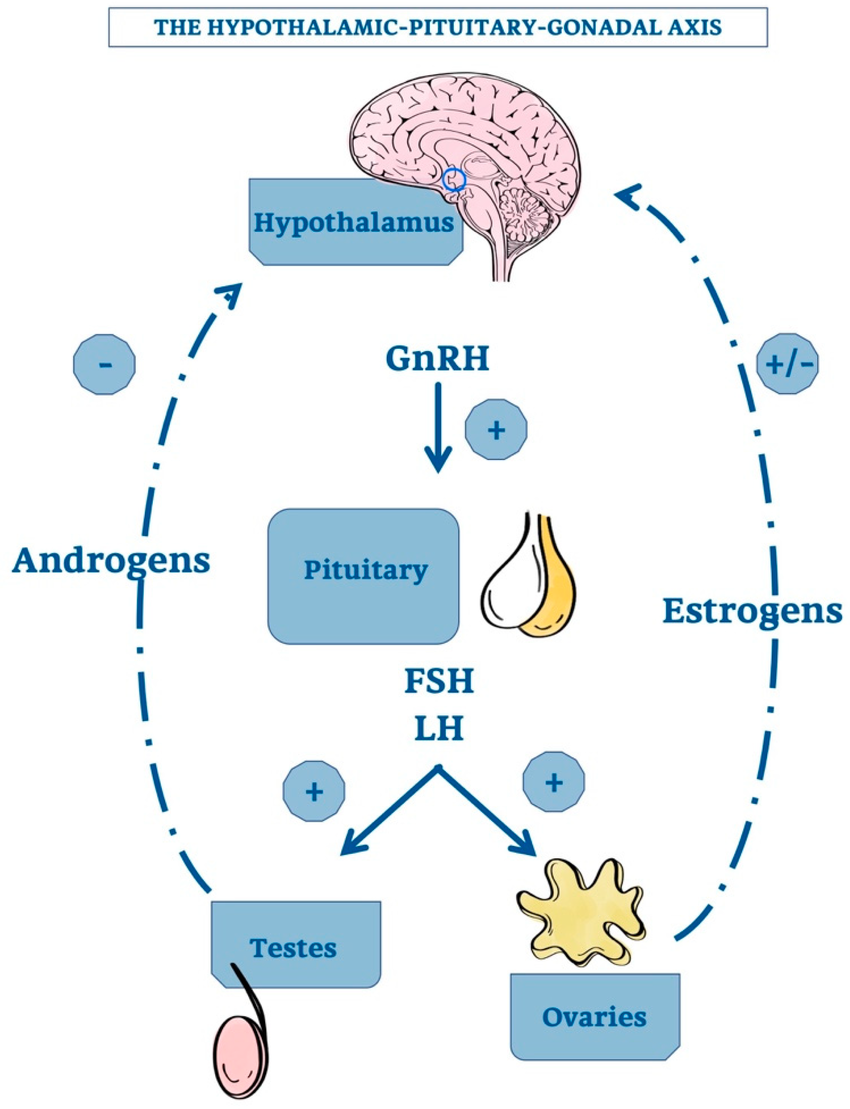 THE HYPOTHALAMIC-PITUITARY-GONADAL AXIS
Hypothalamus
-
GnRH
+/-
+
Androgens
Pituitary
Estrogens
FSH
LH
+
+
Testes
Ovaries